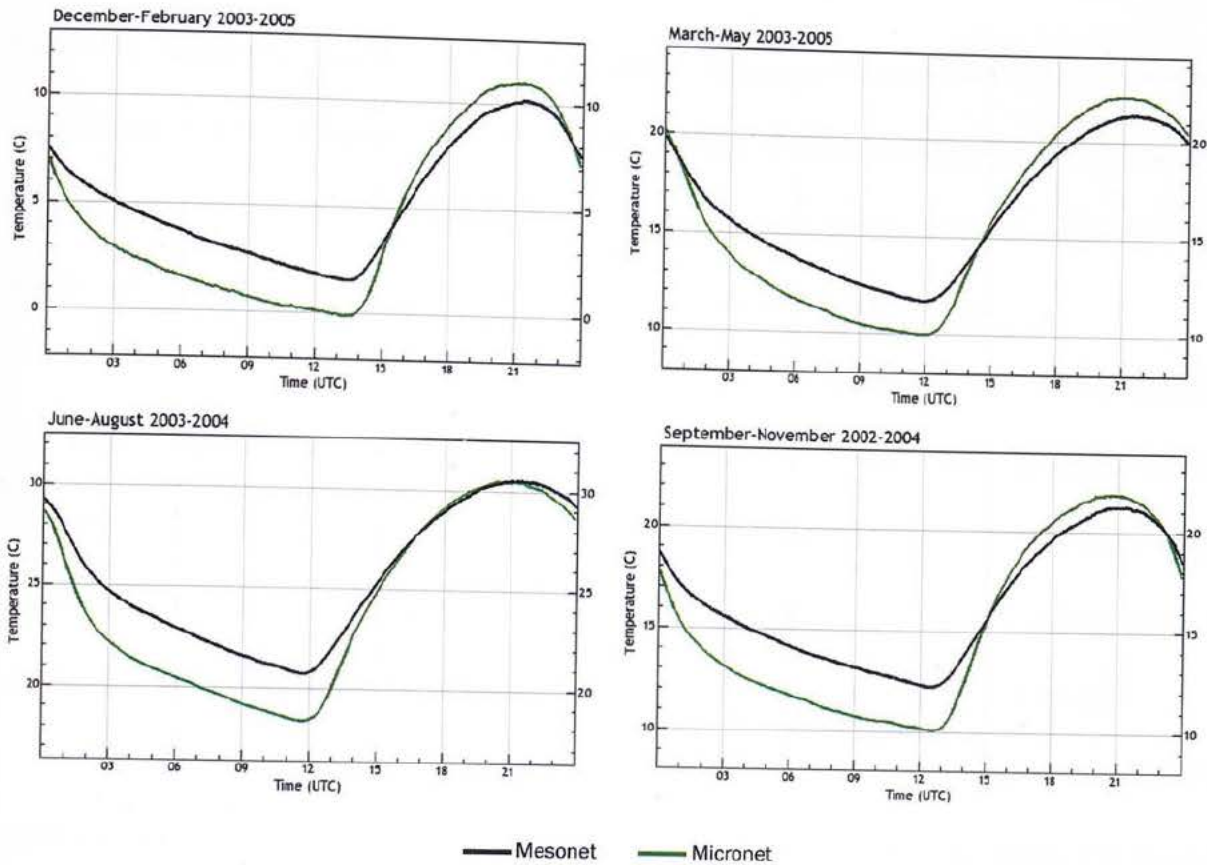 December-February 2003-2005
Temperature (C)
10
5
0
10
5
0
03 06 09 12 15 18 21
Time (UTC)
March-May 2003-2005
Temperature (C)
20
15
10
20
15
10
03 06 09 12 15 18 21
Time (UTC)
June-August 2003-2004
Temperature (C)
30
25
20
30
25
20
03 06 09 12 15 18 21
Time (UTC)
September-November 2002-2004
Temperature (C)
20
15
10
20
15
10
03 06 09 12 15 18 21
Time (UTC)
Mesonet Micronet